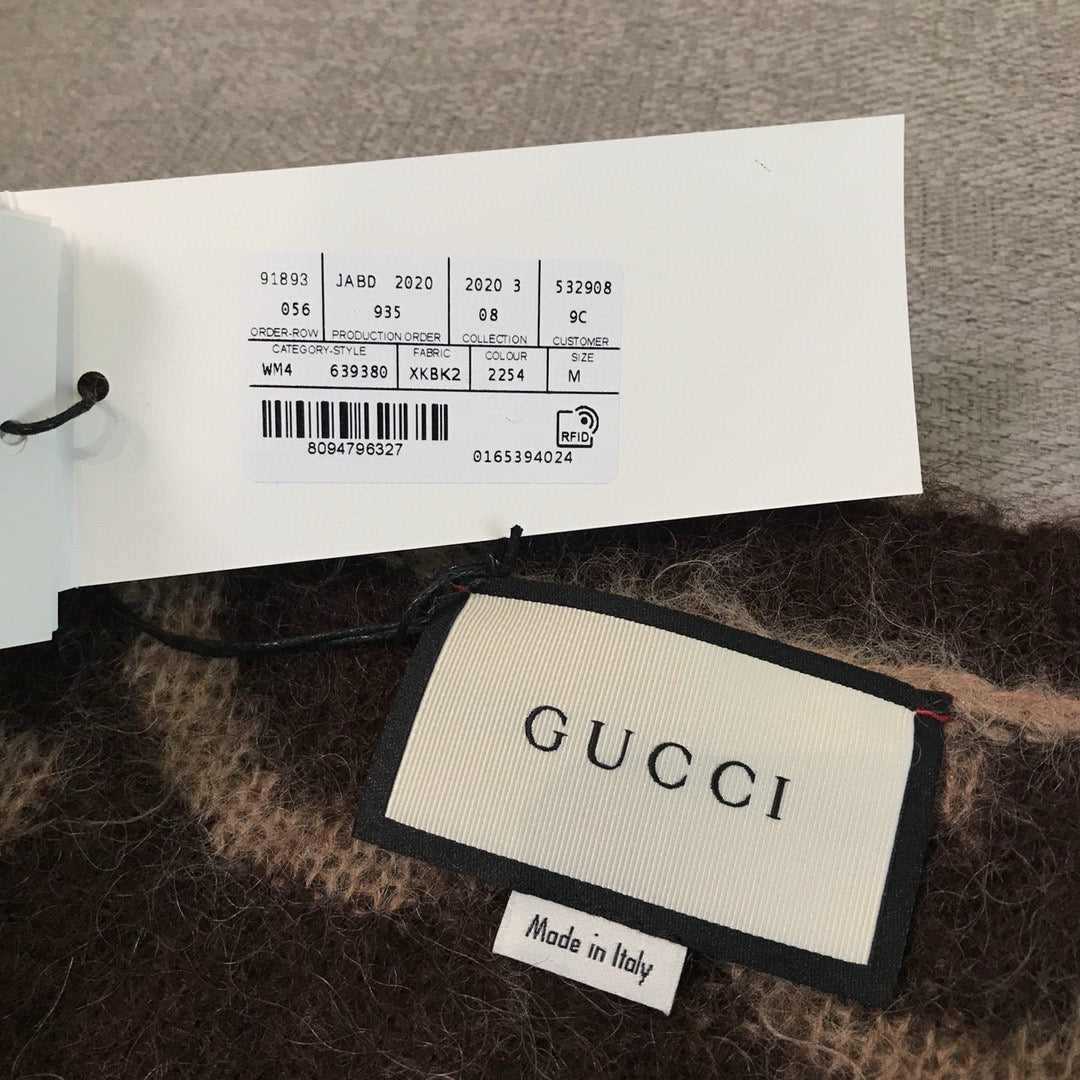 91893 JABD 2020 2020 3 532908
056 935 08 9C
ORDER-ROW PRODUCTION ORDER COLLECTION CUSTOMER
CATEGORY-STYLE FABRIC COLOUR SIZE
WM4 639380 XKBK2 2254 M
8094796327
RFID
0165394024
GUCCI
Made in Italy